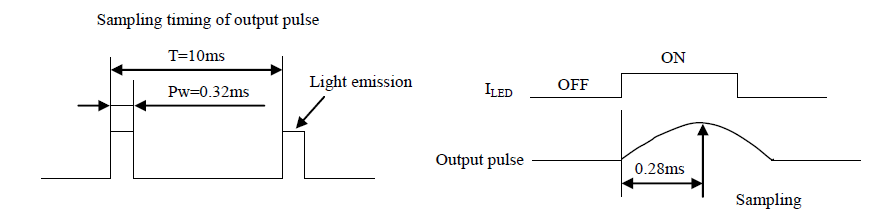 Sampling timing of output pulse
T=10ms
Pw=0.32ms
Light emission
ON
OFF
ILED
Output pulse
0.28ms
Sampling